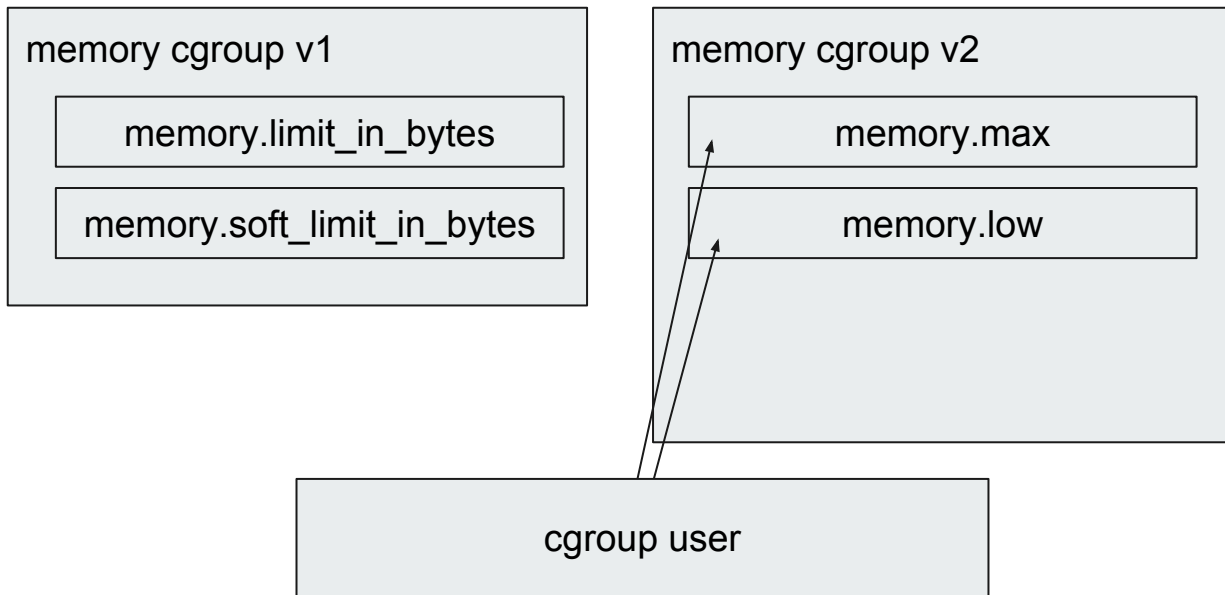 memory cgroup v1
memory.limit_in_bytes
memory.soft_limit_in_bytes
memory cgroup v2
memory.max
memory.low
cgroup user